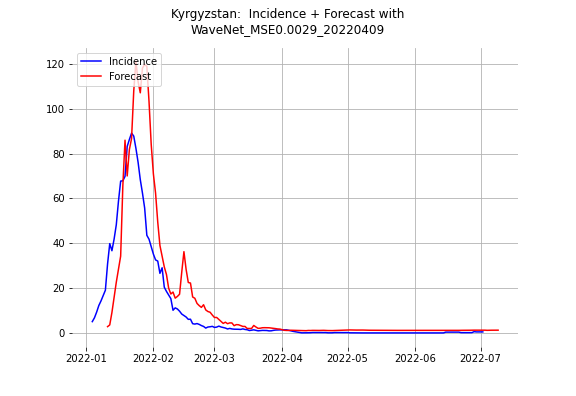 Kyrgyzstan:  Incidence + Forecast with
WaveNet_MSE0.0029_20220409
Incidence
Forecast
120
100
80
60
40
20
0
2022-01 2022-02 2022-03 2022-04 2022-05 2022-06 2022-07